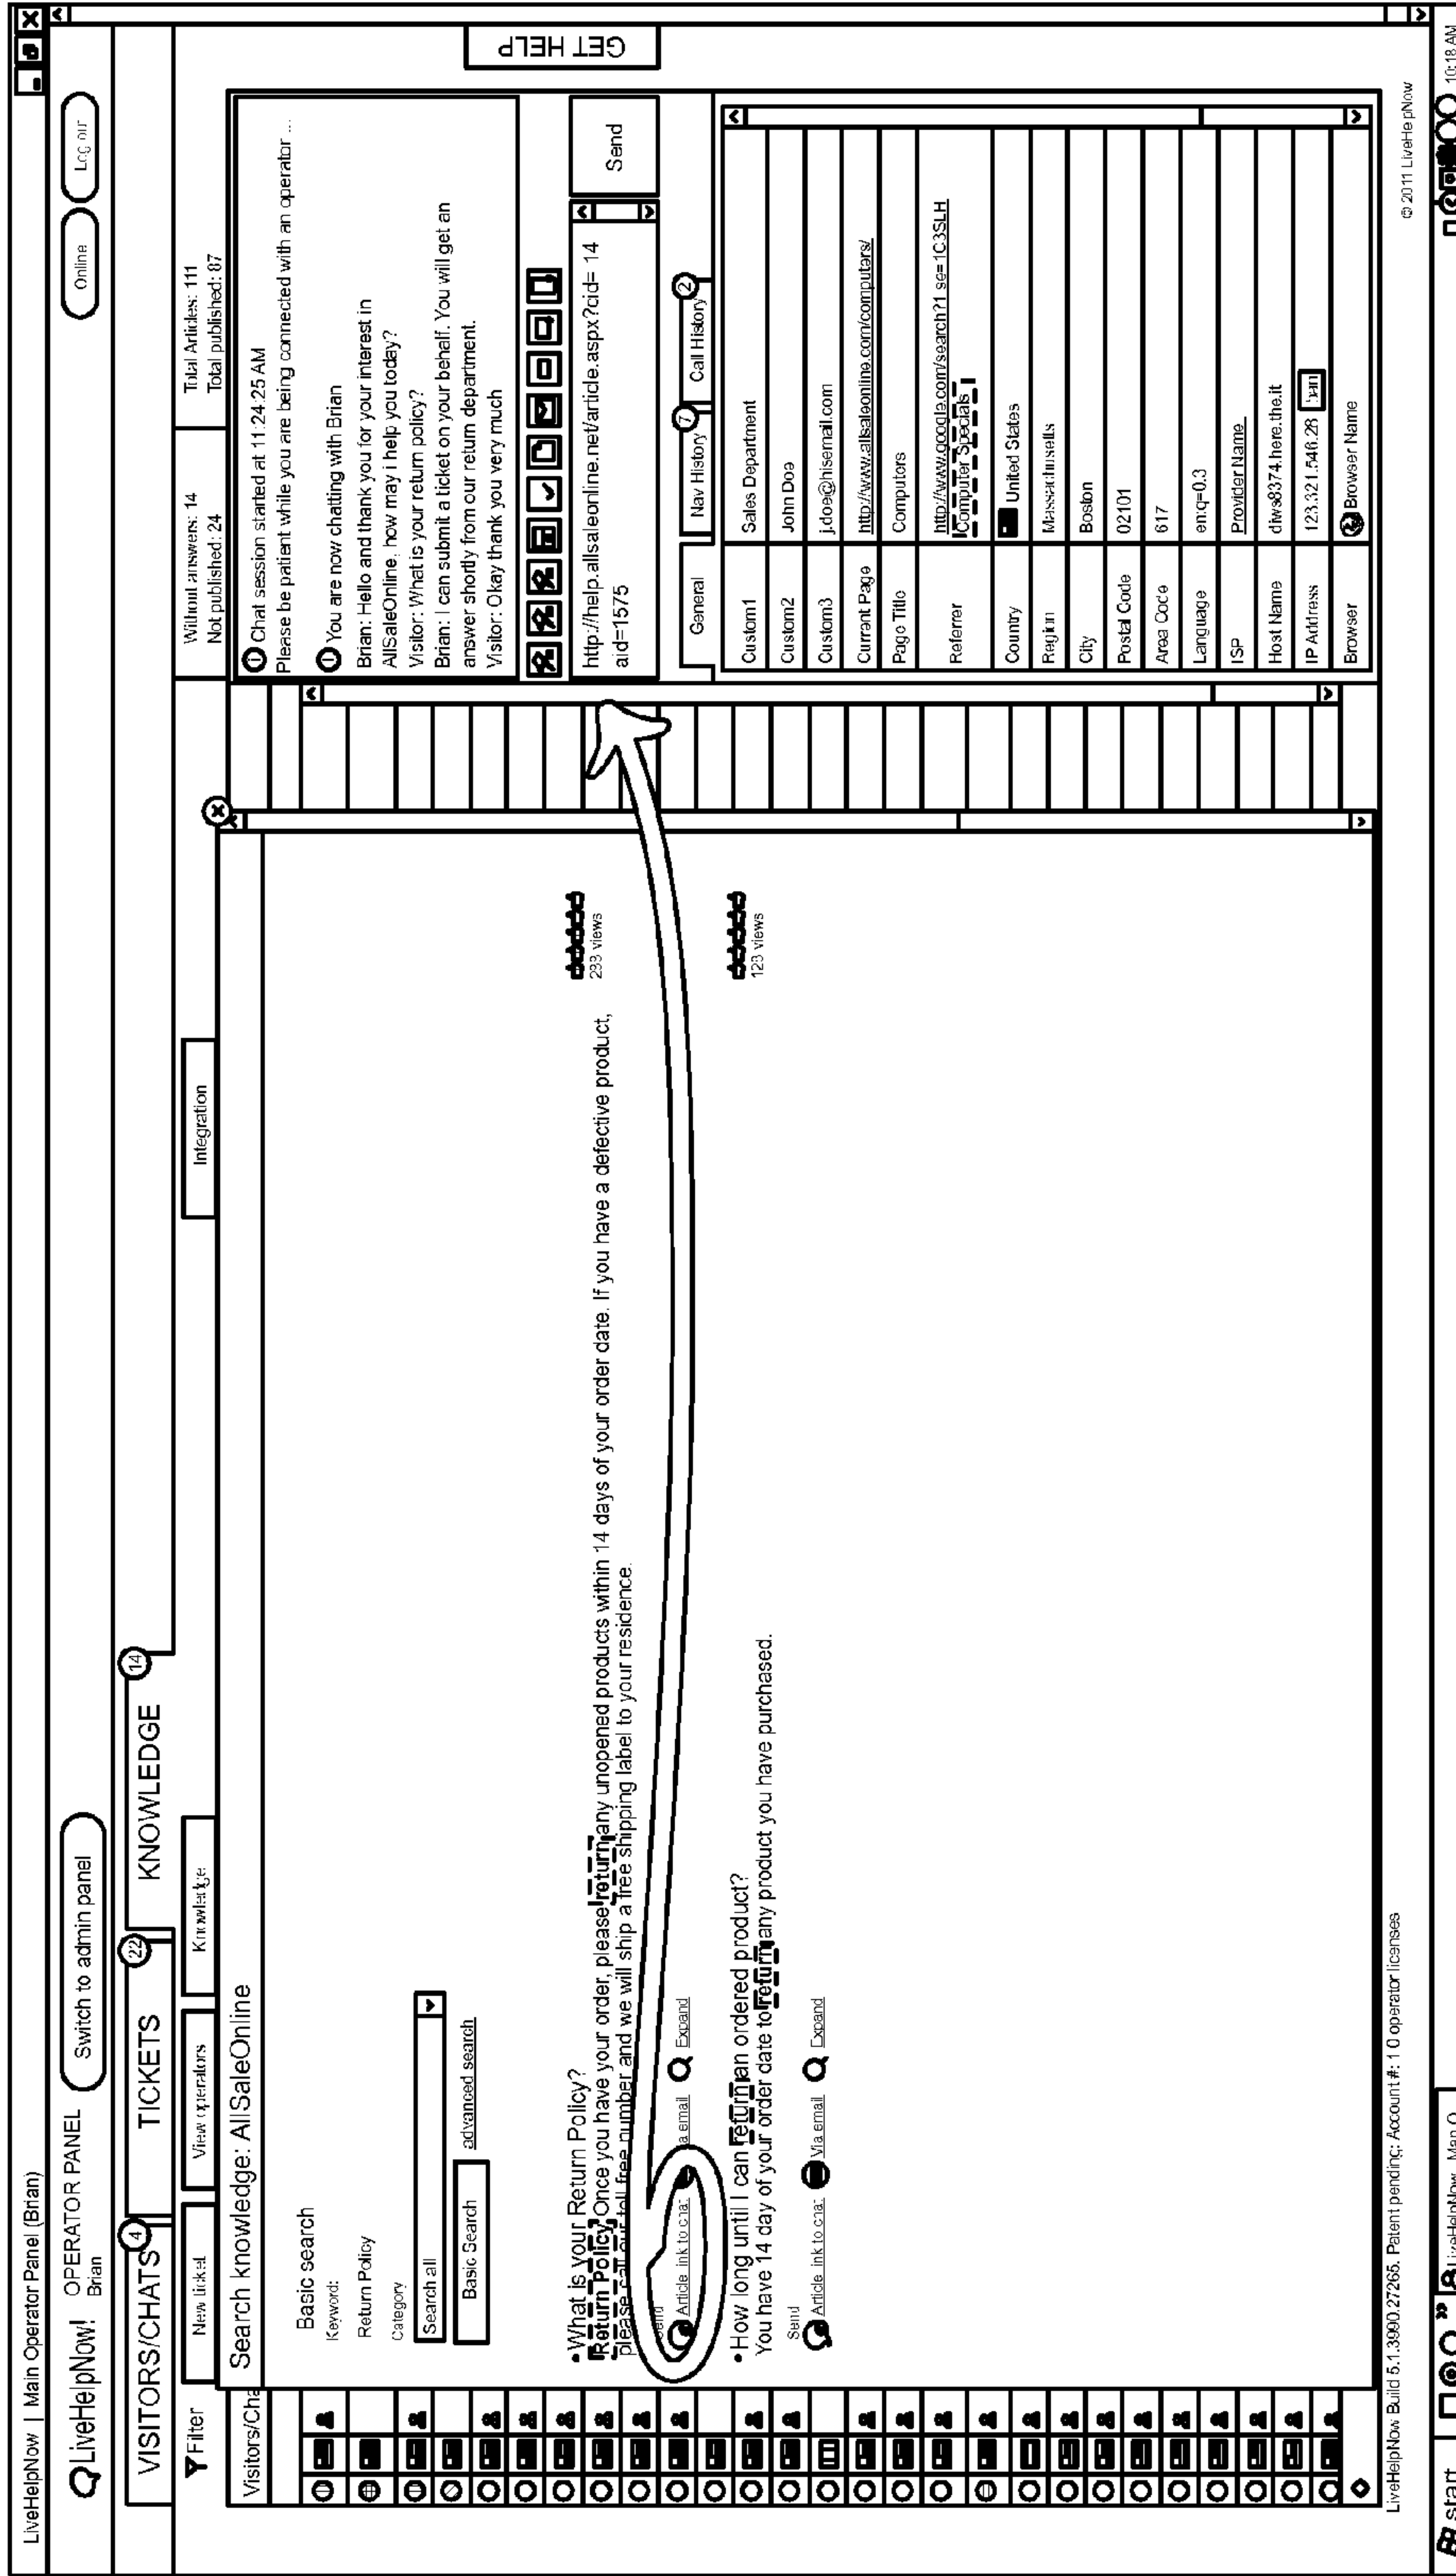 LiveHelpNow | Main Operator Panel (Brian)
LiveHelpNow!
OPERATOR PANEL
Brian
Switch to admin panel
Online
Log out
VISITORS/CHATS
4
TICKETS
22
KNOWLEDGE
14
Filter
New ticket
View operators
Knowledge
Integration
Without answers: 14
Not published: 24
Total Articles: 111
Total published: 87
Visitors/Cha
Search knowledge: AllSaleOnline
Basic search
Keyword:
Return Policy
Category
Search all
Basic Search
advanced search
• What is your Return Policy?
Return Policy Once you have your order, please return any unopened products within 14 days of your order date. If you have a defective product,
please call our toll free number and we will ship a free shipping label to your residence.
293 views
Send
Article link to chat
a email
Expand
• How long until I can return an ordered product?
You have 14 day of your order date to return any product you have purchased.
123 views
Send
Article link to chat
Via email
Expand
Chat session started at 11:24:25 AM
Please be patient while you are being connected with an operator ...
You are now chatting with Brian
Brian: Hello and thank you for your interest in
AllSaleOnline, how may i help you today?
Visitor: What is your return policy?
Brian: I can submit a ticket on your behalf. You will get an
answer shortly from our return department.
Visitor: Okay thank you very much
http://help.allsaleonline.net/article.aspx?cid= 14
aid=1575
Send
GET HELP
General
Nav History
7
Call History
2
Custom1 Sales Department
Custom2 John Doe
Custom3 j.doe@hisemail.com
Current Page http://www.allsaleonline.com/computers/
Page Title Computers
Referrer http://www.google.com/search?1 se=1C3SLH
Computer Specials
Country United States
Region Massachusetts
City Boston
Postal Code 02101
Area Code 617
Language en:q=0.3
ISP Provider Name
Host Name diws8374.here.the.it
IP Address 123.321.546.28
Browser Browser Name
LiveHelpNow Build 5.1.3990.27265. Patent pending; Account #: 1 0 operator licenses
© 2011 LiveHelpNow
start
LiveHelpNow
10:18 AM